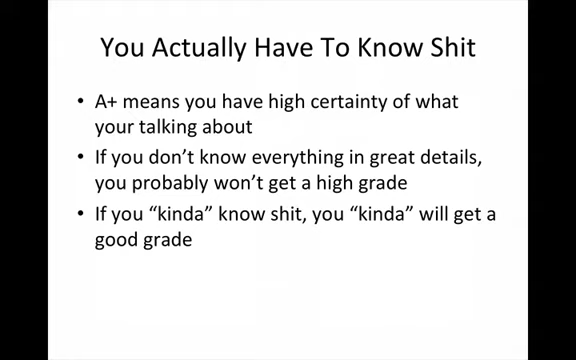 You Actually Have To Know Shit
• A+ means you have high certainty of what
your talking about
• If you don't know everything in great details,
you probably won't get a high grade
• If you “kinda” know shit, you “kinda” will get a
good grade